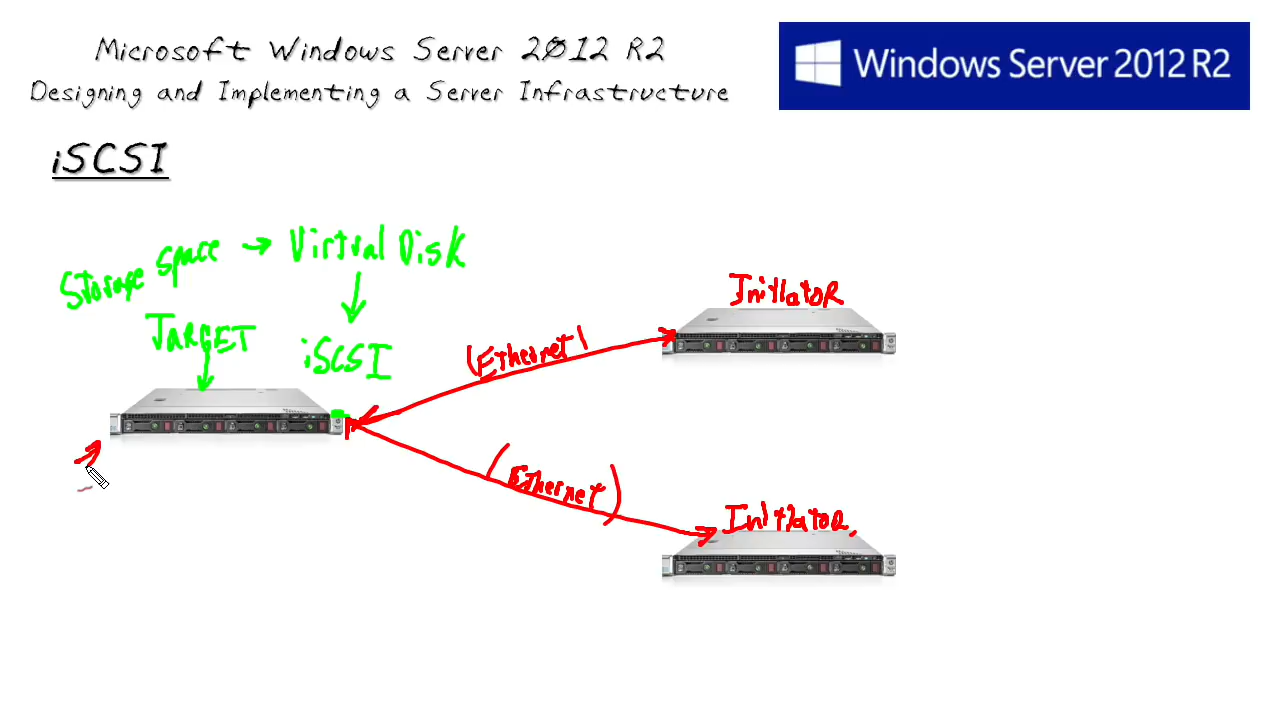 Microsoft Windows Server 2012 R2
Designing and Implementing a Server Infrastructure
Windows Server 2012 R2
iSCSI
Storage Space → Virtual Disk
TARGET
iSCSI
Initiator
(Ethernet)
(Ethernet)
Initiator